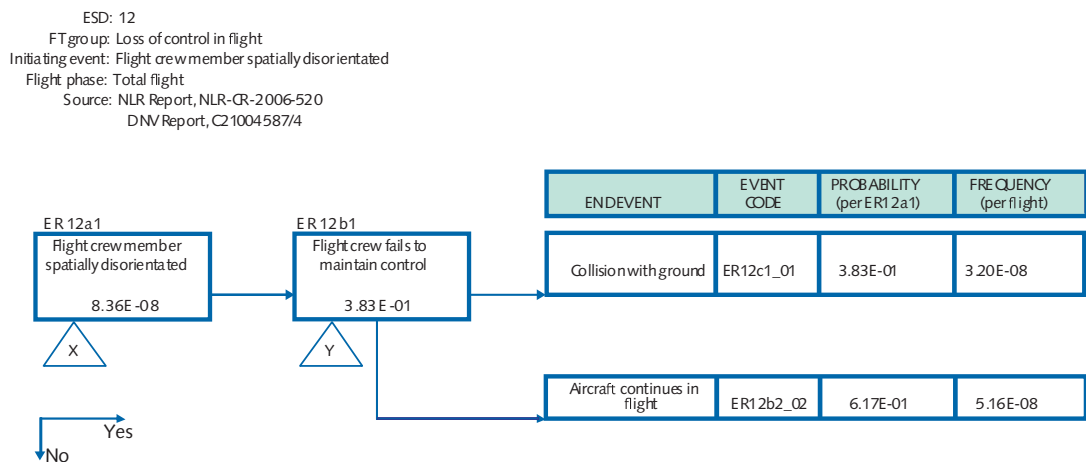 ESD: 12
FT group: Loss of control in flight
Initiating event: Flight crew member spatially disorientated
Flight phase: Total flight
Source: NLR Report, NLR-CR-2006-520
DNV Report, C21004587/4
END EVENT
EVENT CODE
PROBABILITY (per ER12a1)
FREQUENCY (per flight)
ER12a1
Flight crew member
spatially disorientated
8.36E-08
X
ER12b1
Flight crew fails to
maintain control
3.83E-01
Y
Collision with ground
ER12c1_01
3.83E-01
3.20E-08
Aircraft continues in
flight
ER12b2_02
6.17E-01
5.16E-08
Yes
No